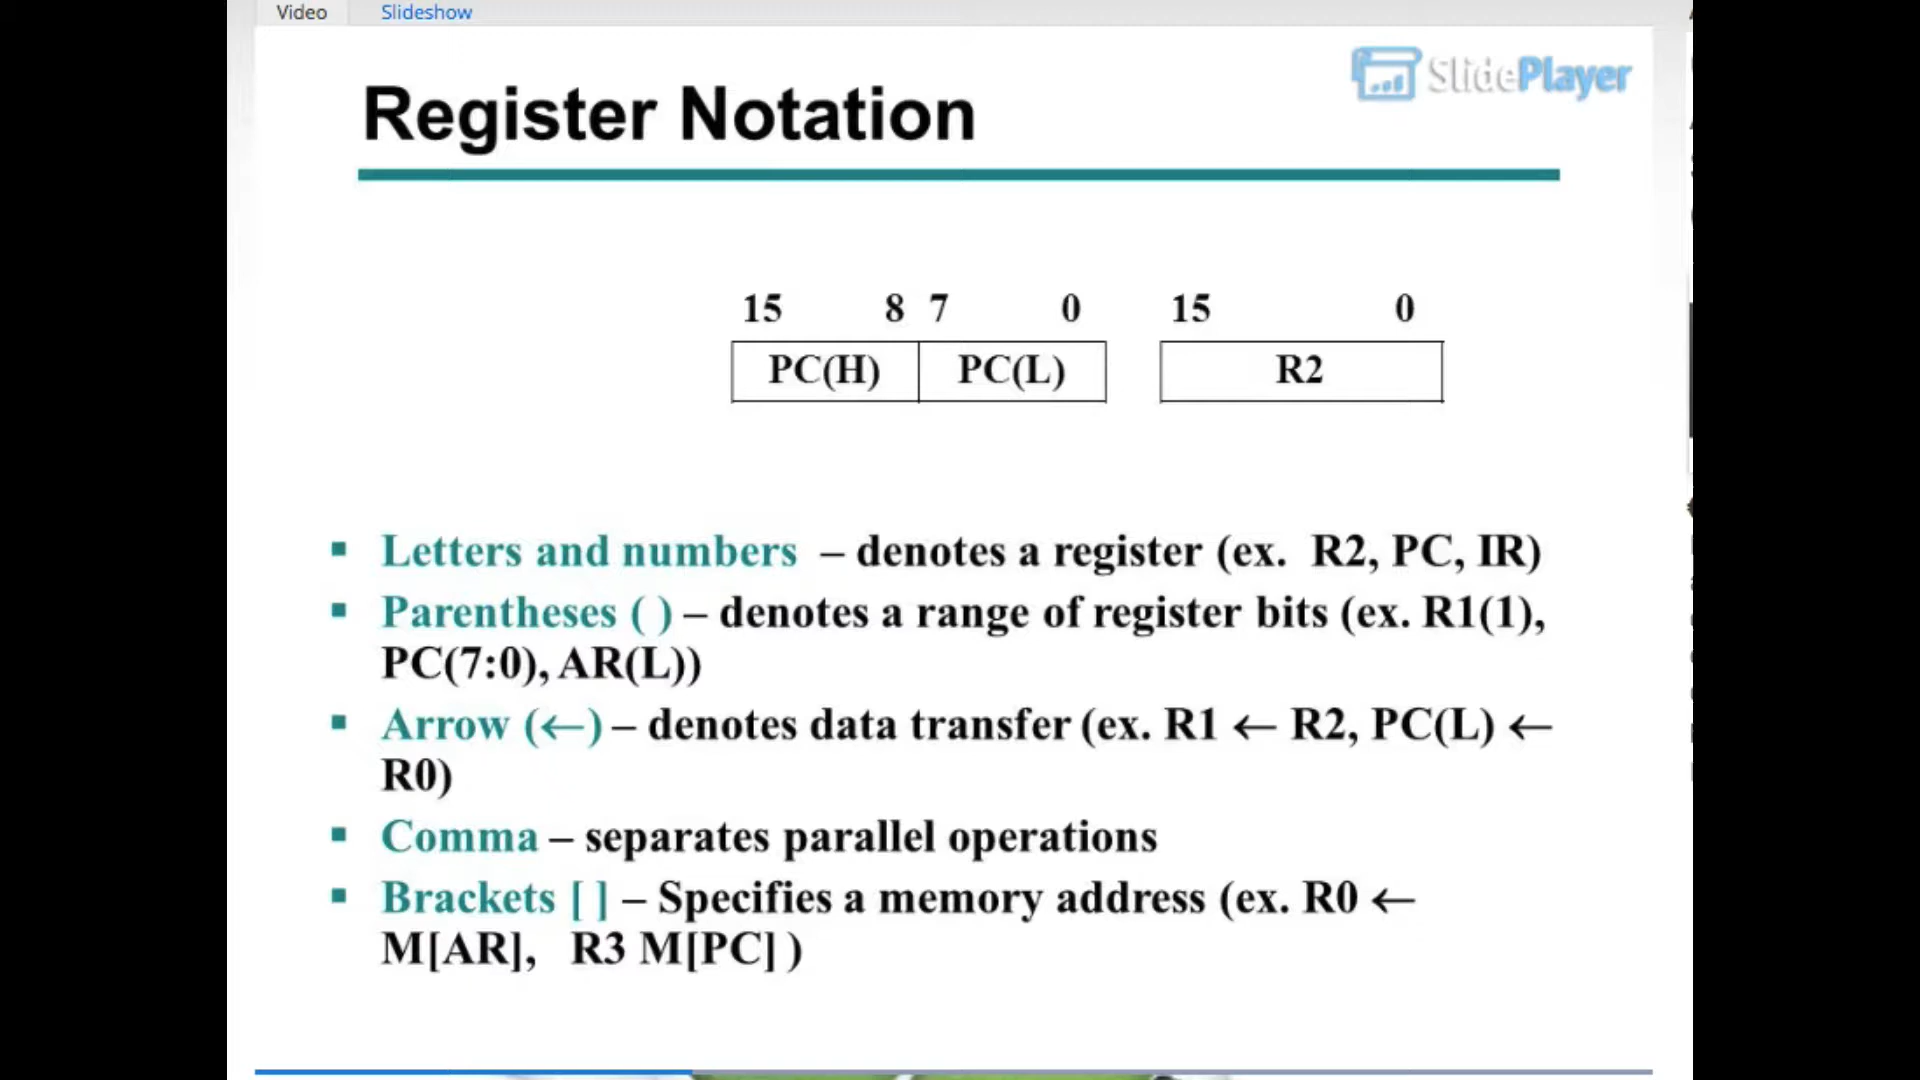 Video Slideshow
SlidePlayer
Register Notation
15 8 7 0 15 0
PC(H) PC(L) R2
▪ Letters and numbers – denotes a register (ex. R2, PC, IR)
▪ Parentheses ( ) – denotes a range of register bits (ex. R1(1),
PC(7:0), AR(L))
▪ Arrow (←) – denotes data transfer (ex. R1 ← R2, PC(L) ←
R0)
▪ Comma – separates parallel operations
▪ Brackets [ ] – Specifies a memory address (ex. R0 ←
M[AR], R3 M[PC] )